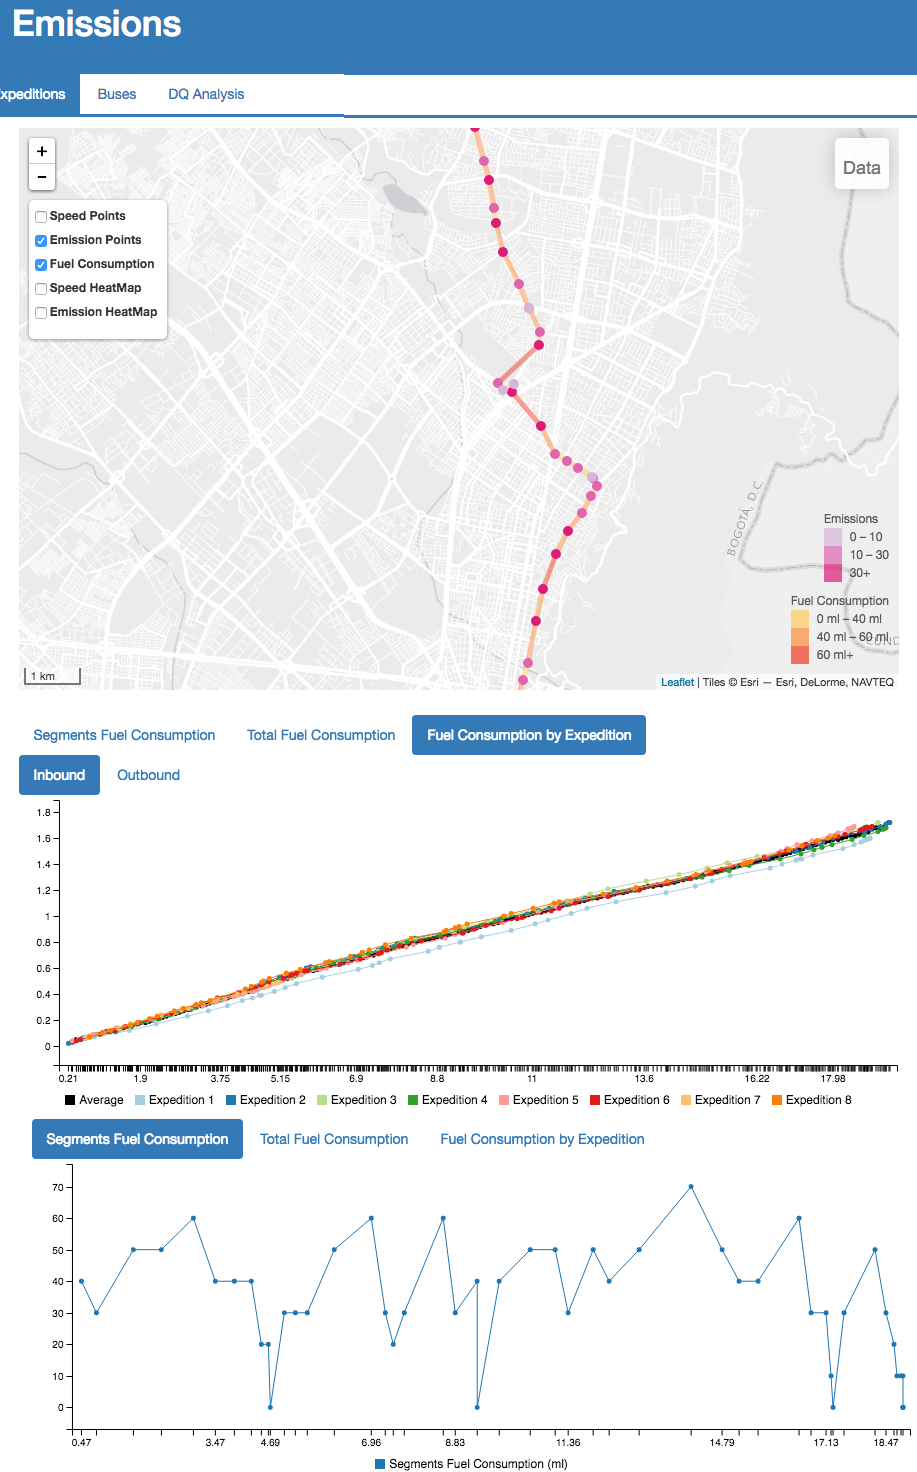 Emissions
xpeditions Buses DQ Analysis
+
−
Data
Speed Points
Emission Points
Fuel Consumption
Speed HeatMap
Emission HeatMap
BOGOTÁ, D.C.
Emissions
0 – 10
10 – 30
30+
Fuel Consumption
0 ml – 40 ml
40 ml – 60 ml
60 ml+
CUND
1 km
Leaflet | Tiles © Esri — Esri, DeLorme, NAVTEQ
Segments Fuel Consumption Total Fuel Consumption Fuel Consumption by Expedition
Inbound Outbound
1.8
1.6
1.4
1.2
1
0.8
0.6
0.4
0.2
0
0.21 1.9 3.75 5.15 6.9 8.8 11 13.6 16.22 17.98
Average Expedition 1 Expedition 2 Expedition 3 Expedition 4 Expedition 5 Expedition 6 Expedition 7 Expedition 8
Segments Fuel Consumption Total Fuel Consumption Fuel Consumption by Expedition
70
60
50
40
30
20
10
0
0.47 3.47 4.69 6.96 8.83 11.36 14.79 17.13 18.47
Segments Fuel Consumption (ml)